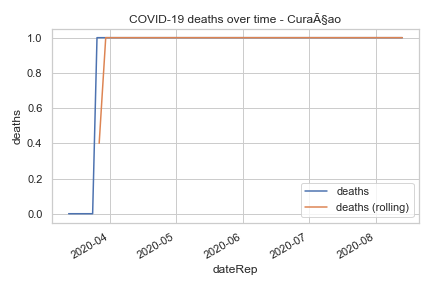 COVID-19 deaths over time - CuraÃ§ao
deaths
1.0
0.8
0.6
0.4
0.2
0.0
deaths
deaths (rolling)
2020-04
2020-05
2020-06
2020-07
2020-08
dateRep